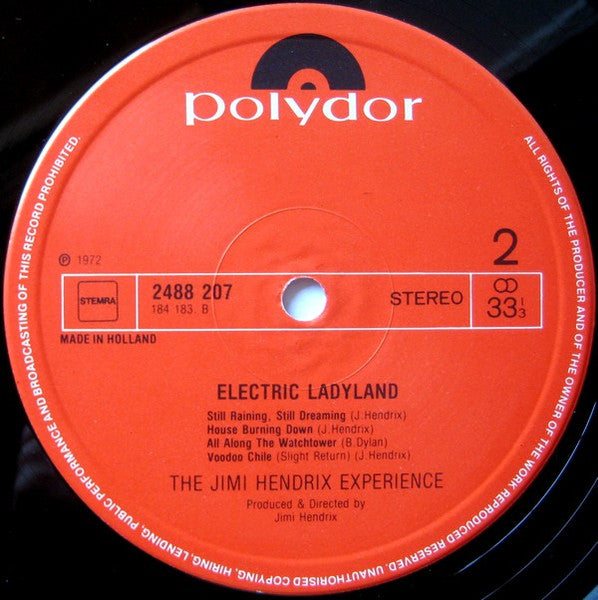 polydor
℗ 1972
2
STEMRA
2488 207
184 183. B
STEREO
33 1/3
MADE IN HOLLAND
ELECTRIC LADYLAND
Still Raining, Still Dreaming (J.Hendrix)
House Burning Down (J.Hendrix)
All Along The Watchtower (B.Dylan)
Voodoo Chile (Slight Return) (J.Hendrix)
THE JIMI HENDRIX EXPERIENCE
Produced & Directed by
Jimi Hendrix
ALL RIGHTS OF THE PRODUCER AND OF THE OWNER OF THE WORK REPRODUCED RESERVED. UNAUTHORISED COPYING, HIRING, LENDING, PUBLIC PERFORMANCE AND BROADCASTING OF THIS RECORD PROHIBITED.